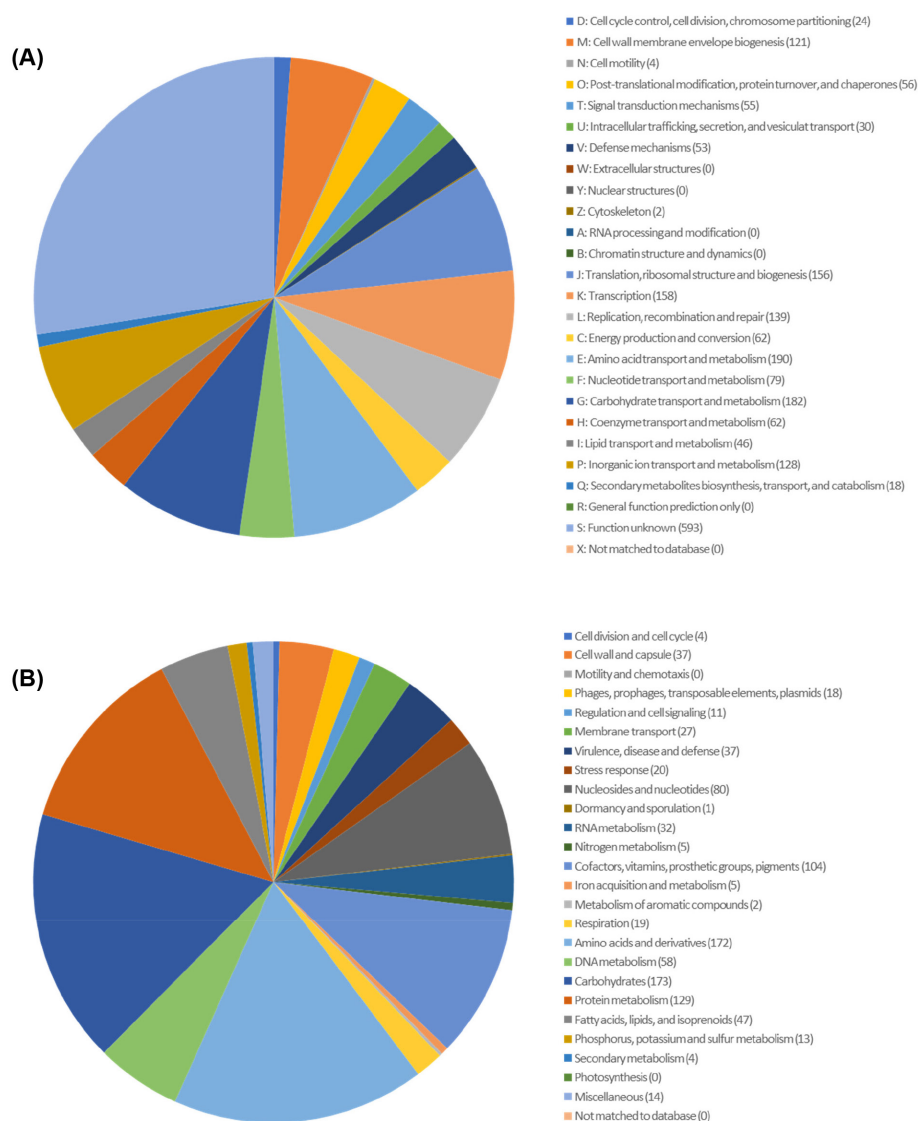 (A)
D: Cell cycle control, cell division, chromosome partitioning (24)
M: Cell wall membrane envelope biogenesis (121)
N: Cell motility (4)
O: Post-translational modification, protein turnover, and chaperones (56)
T: Signal transduction mechanisms (55)
U: Intracellular trafficking, secretion, and vesiculat transport (30)
V: Defense mechanisms (53)
W: Extracellular structures (0)
Y: Nuclear structures (0)
Z: Cytoskeleton (2)
A: RNA processing and modification (0)
B: Chromatin structure and dynamics (0)
J: Translation, ribosomal structure and biogenesis (156)
K: Transcription (158)
L: Replication, recombination and repair (139)
C: Energy production and conversion (62)
E: Amino acid transport and metabolism (190)
F: Nucleotide transport and metabolism (79)
G: Carbohydrate transport and metabolism (182)
H: Coenzyme transport and metabolism (62)
I: Lipid transport and metabolism (46)
P: Inorganic ion transport and metabolism (128)
Q: Secondary metabolites biosynthesis, transport, and catabolism (18)
R: General function prediction only (0)
S: Function unknown (593)
X: Not matched to database (0)
(B)
Cell division and cell cycle (4)
Cell wall and capsule (37)
Motility and chemotaxis (0)
Phages, prophages, transposable elements, plasmids (18)
Regulation and cell signaling (11)
Membrane transport (27)
Virulence, disease and defense (37)
Stress response (20)
Nucleosides and nucleotides (80)
Dormancy and sporulation (1)
RNA metabolism (32)
Nitrogen metabolism (5)
Cofactors, vitamins, prosthetic groups, pigments (104)
Iron acquisition and metabolism (5)
Metabolism of aromatic compounds (2)
Respiration (19)
Amino acids and derivatives (172)
DNA metabolism (58)
Carbohydrates (173)
Protein metabolism (129)
Fatty acids, lipids, and isoprenoids (47)
Phosphorus, potassium and sulfur metabolism (13)
Secondary metabolism (4)
Photosynthesis (0)
Miscellaneous (14)
Not matched to database (0)